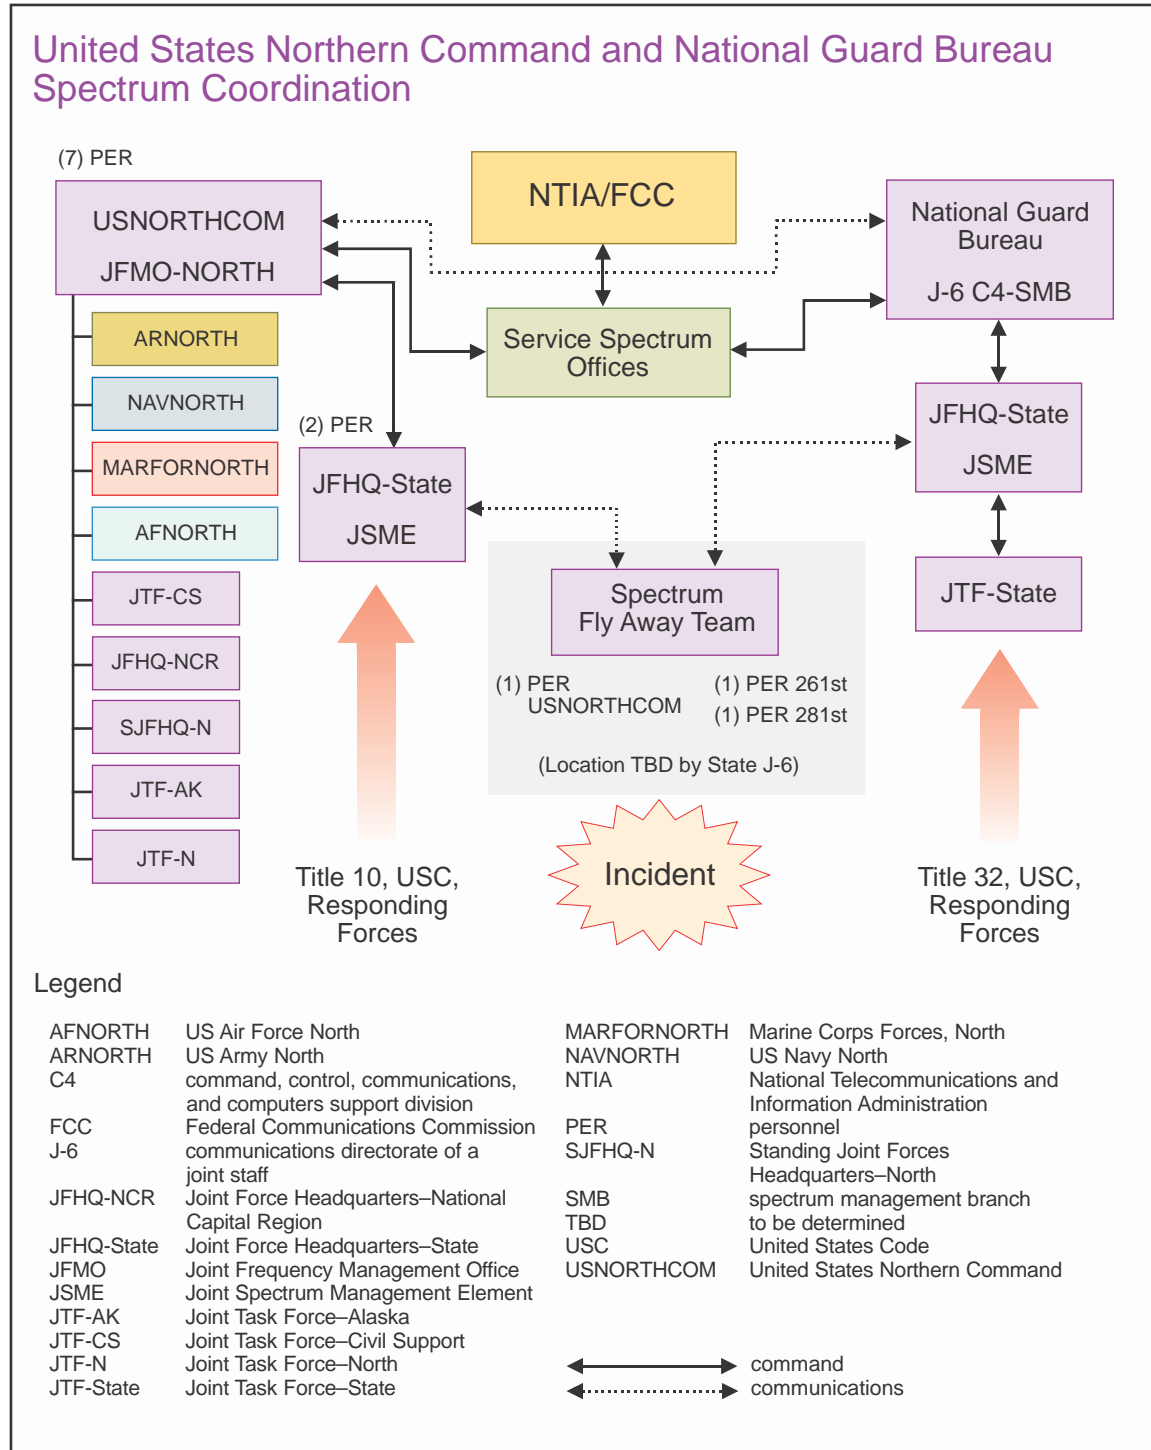 United States Northern Command and National Guard Bureau
Spectrum Coordination
(7) PER
USNORTHCOM
JFMO-NORTH
NTIA/FCC
National Guard
Bureau
J-6 C4-SMB
Service Spectrum
Offices
ARNORTH
NAVNORTH
MARFORNORTH
AFNORTH
JTF-CS
JFHQ-NCR
SJFHQ-N
JTF-AK
JTF-N
(2) PER
JFHQ-State
JSME
JFHQ-State
JSME
JTF-State
Spectrum
Fly Away Team
(1) PER
USNORTHCOM
(1) PER 261st
(1) PER 281st
(Location TBD by State J-6)
Incident
Title 10, USC,
Responding
Forces
Title 32, USC,
Responding
Forces
Legend
AFNORTH US Air Force North
ARNORTH US Army North
C4 command, control, communications,
and computers support division
FCC Federal Communications Commission
J-6 communications directorate of a
joint staff
JFHQ-NCR Joint Force Headquarters–National
Capital Region
JFHQ-State Joint Force Headquarters–State
JFMO Joint Frequency Management Office
JSME Joint Spectrum Management Element
JTF-AK Joint Task Force–Alaska
JTF-CS Joint Task Force–Civil Support
JTF-N Joint Task Force–North
JTF-State Joint Task Force–State
MARFORNORTH Marine Corps Forces, North
NAVNORTH US Navy North
NTIA National Telecommunications and
Information Administration
PER personnel
SJFHQ-N Standing Joint Forces
Headquarters–North
SMB spectrum management branch
TBD to be determined
USC United States Code
USNORTHCOM United States Northern Command
command
communications